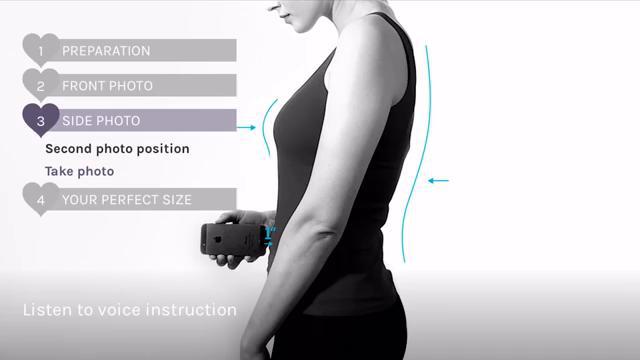 1 PREPARATION
2 FRONT PHOTO
3 SIDE PHOTO
Second photo position
Take photo
4 YOUR PERFECT SIZE
1"
Listen to voice instruction